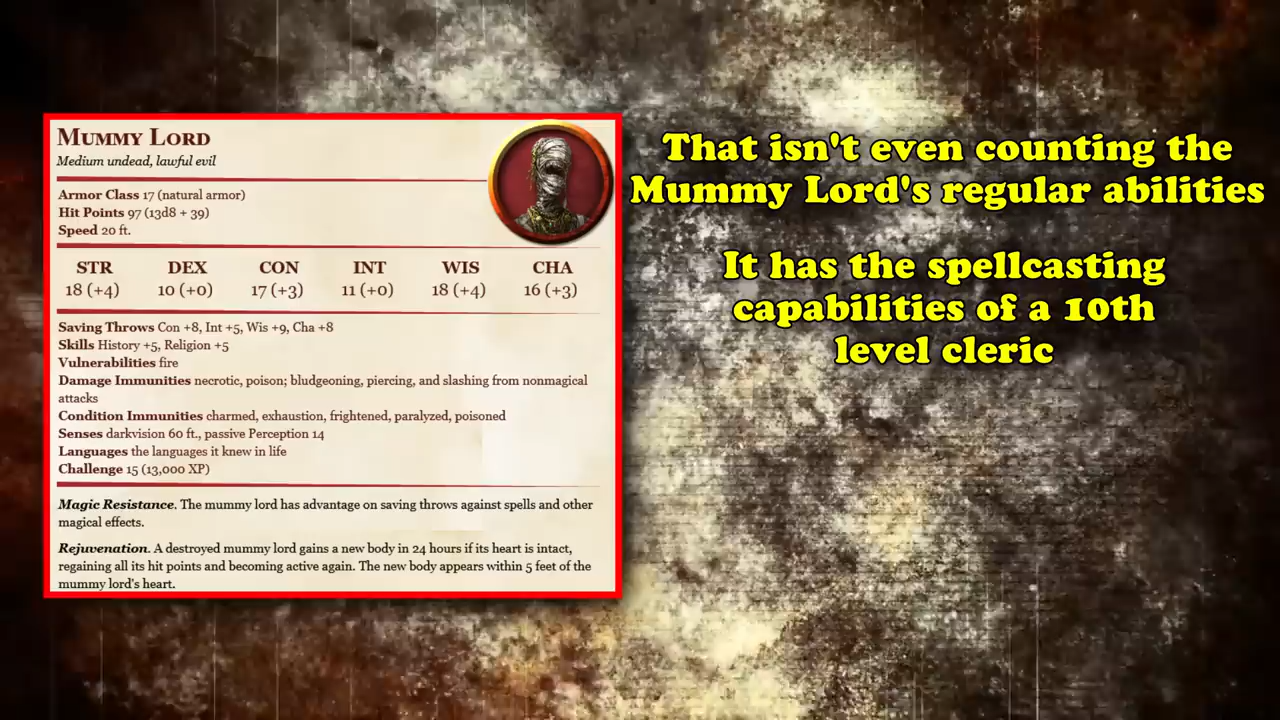 Mummy Lord
Medium undead, lawful evil
Armor Class 17 (natural armor)
Hit Points 97 (13d8 + 39)
Speed 20 ft.
STR DEX CON INT WIS CHA
18 (+4) 10 (+0) 17 (+3) 11 (+0) 18 (+4) 16 (+3)
Saving Throws Con +8, Int +5, Wis +9, Cha +8
Skills History +5, Religion +5
Vulnerabilities fire
Damage Immunities necrotic, poison; bludgeoning, piercing, and slashing from nonmagical
attacks
Condition Immunities charmed, exhaustion, frightened, paralyzed, poisoned
Senses darkvision 60 ft., passive Perception 14
Languages the languages it knew in life
Challenge 15 (13,000 XP)
Magic Resistance. The mummy lord has advantage on saving throws against spells and other
magical effects.
Rejuvenation. A destroyed mummy lord gains a new body in 24 hours if its heart is intact,
regaining all its hit points and becoming active again. The new body appears within 5 feet of the
mummy lord's heart.
That isn't even counting the
Mummy Lord's regular abilities
It has the spellcasting
capabilities of a 10th
level cleric